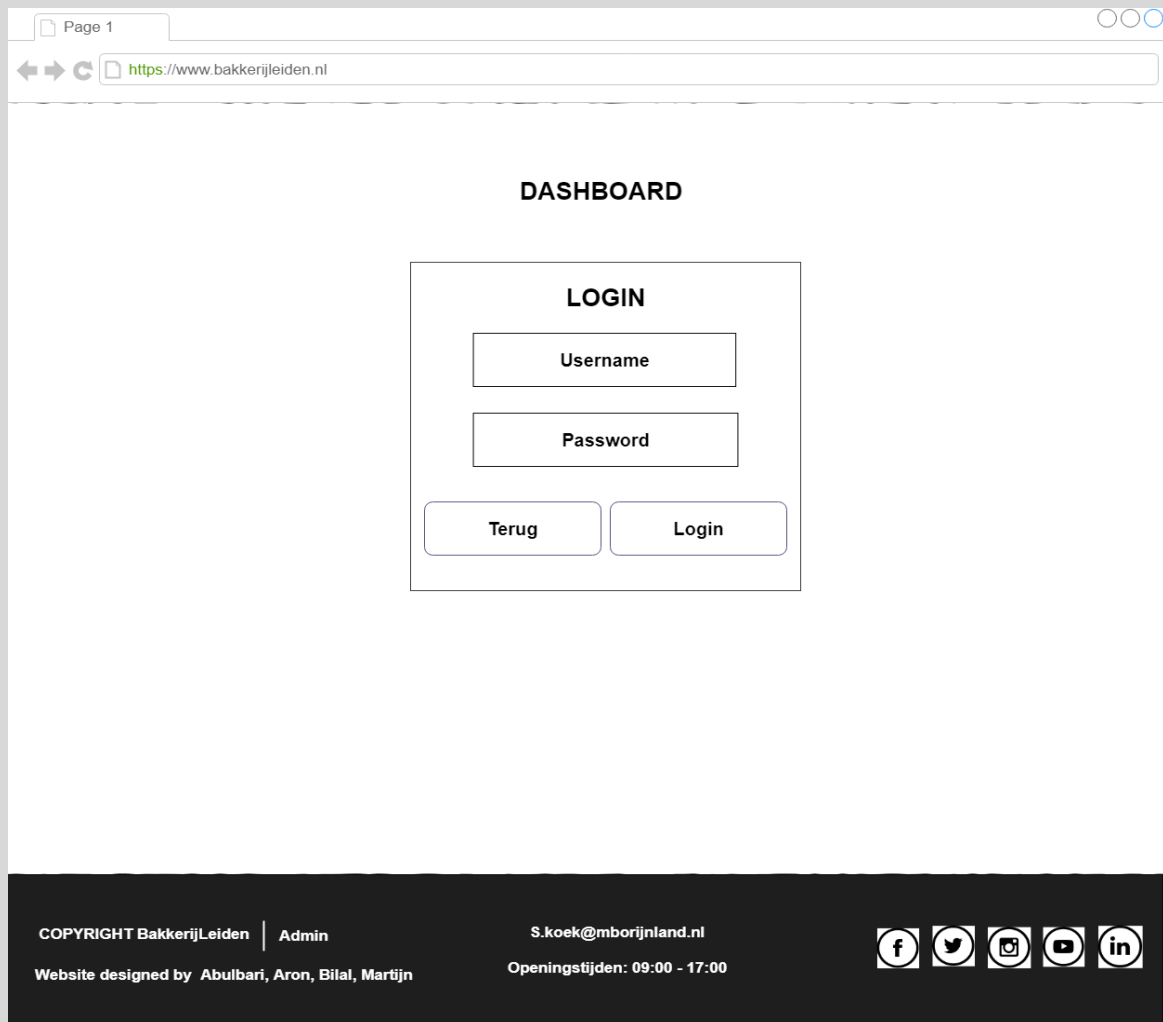 Page 1
https://www.bakkerijleiden.nl
DASHBOARD
LOGIN
Username
Password
Terug Login
COPYRIGHT BakkerijLeiden | Admin
Website designed by Abulbari, Aron, Bilal, Martijn
S.koek@mborijnland.nl
Openingstijden: 09:00 - 17:00